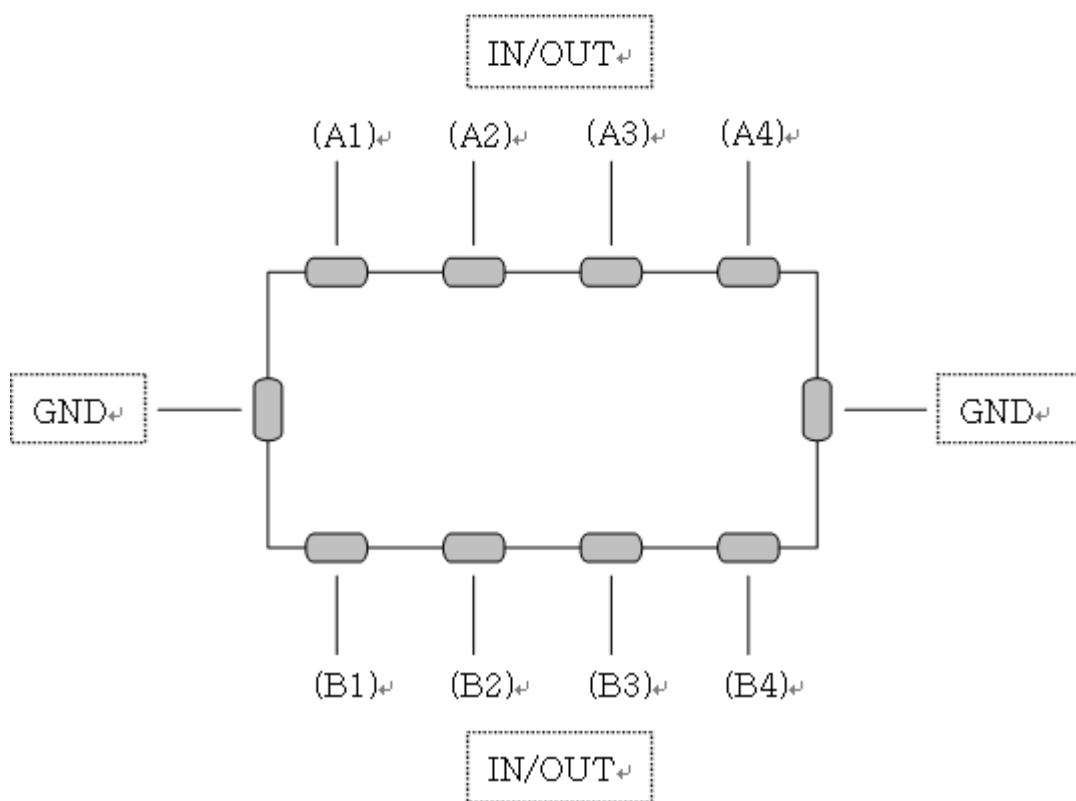 IN/OUT↵
(A1)↵ (A2)↵ (A3)↵ (A4)↵
GND↵ GND↵
(B1)↵ (B2)↵ (B3)↵ (B4)↵
IN/OUT↵